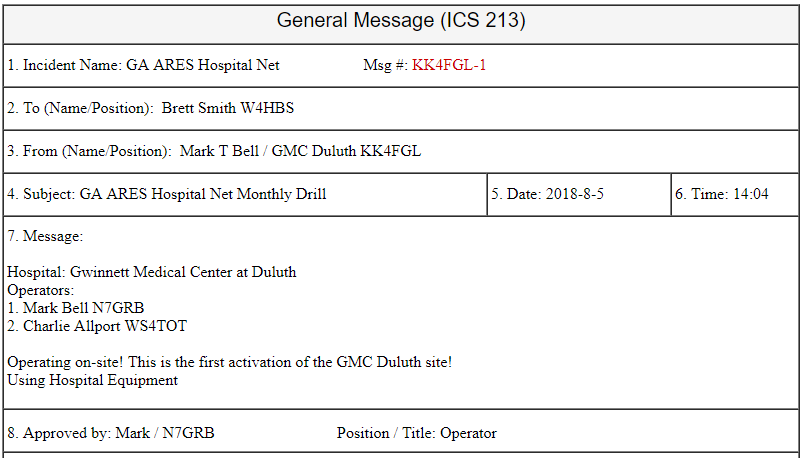 General Message (ICS 213)
1. Incident Name: GA ARES Hospital Net Msg #: KK4FGL-1
2. To (Name/Position): Brett Smith W4HBS
3. From (Name/Position): Mark T Bell / GMC Duluth KK4FGL
4. Subject: GA ARES Hospital Net Monthly Drill 5. Date: 2018-8-5 6. Time: 14:04
7. Message:
Hospital: Gwinnett Medical Center at Duluth
Operators:
1. Mark Bell N7GRB
2. Charlie Allport WS4TOT
Operating on-site! This is the first activation of the GMC Duluth site!
Using Hospital Equipment
8. Approved by: Mark / N7GRB Position / Title: Operator